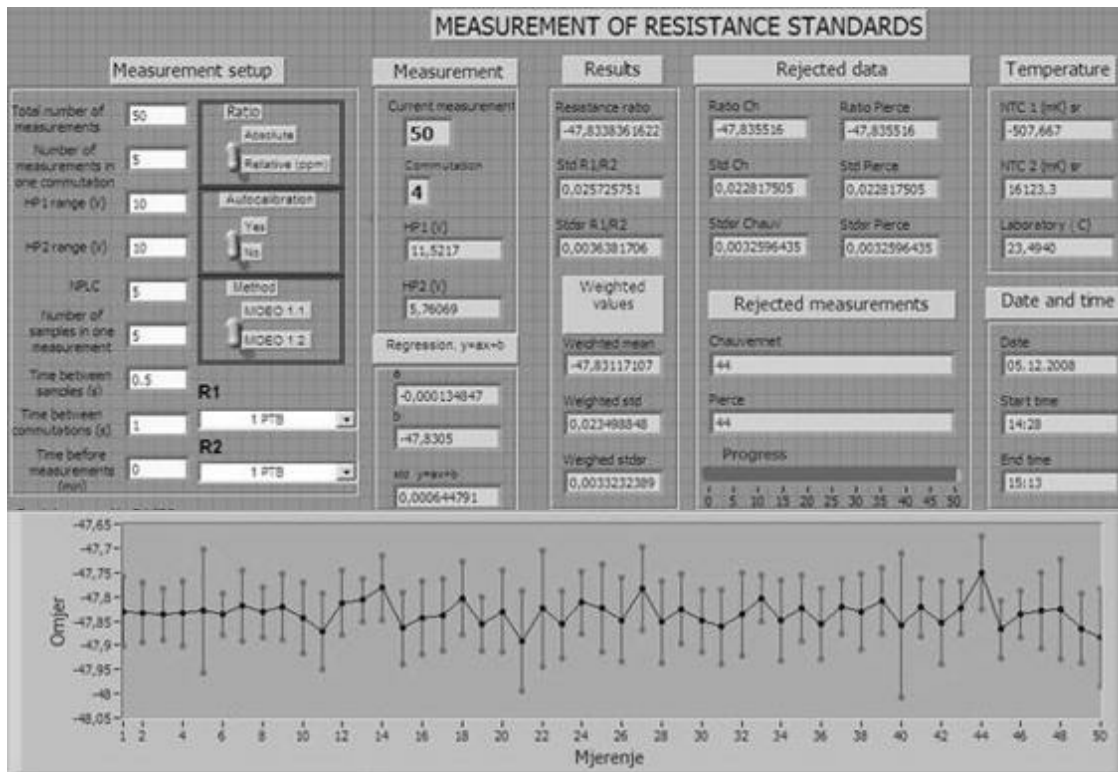 MEASUREMENT OF RESISTANCE STANDARDS
Measurement setup
Total number of
measurements
50
Number of
measurements in
one commutation
5
HP1 range (V)
10
HP2 range (V)
10
NPLC
5
Number of
samples in one
measurement
5
Time between
samples (s)
0.5
Time between
commutations (s)
1
Time before
measurements
(min)
0
Ratio
Absolute
Relative (ppm)
Autocalibration
Yes
No
Method
MOEO 1.1
MOEO 1.2
R1
1 PTB
R2
1 PTB
Measurement
Current measurement
50
Commutation
4
HP1 (V)
11,5217
HP2 (V)
5,76069
Regression, y=ax+b
a
-0,000134847
b
-47,8305
std y=ax+b
0,000644791
Results
Resistance ratio
-47,8338361622
Std R1/R2
0,025725751
Stdsr R1/R2
0,0036381706
Weighted
values
Weighted mean
-47,83117107
Weighted std
0,023498848
Weighed stdsr
0,0033232389
Rejected data
Ratio Ch
-47,835516
Ratio Pierce
-47,835516
Std Ch
0,022817505
Std Pierce
0,022817505
Stdsr Chauv
0,0032596435
Stdsr Pierce
0,0032596435
Rejected measurements
Chauvennet
44
Pierce
44
Progress
0 5 10 15 20 25 30 35 40 45 50
Temperature
NTC 1 (mK) sr
-507,667
NTC 2 (mK) sr
16123,3
Laboratory ( C)
23,4940
Date and time
Date
05.12.2008
Start time
14:28
End time
15:13
Omjer
-47,65
-47,7
-47,75
-47,8
-47,85
-47,9
-47,95
-48
-48,05
1 2 4 6 8 10 12 14 16 18 20 22 24 26 28 30 32 34 36 38 40 42 44 46 48 50
Mjerenje